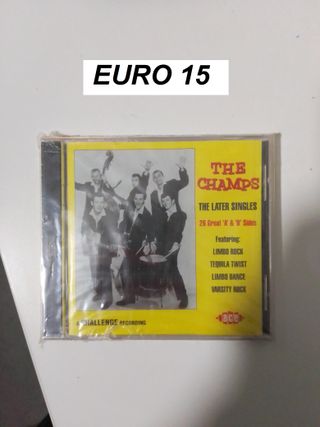 EURO 15
THE
CHAMPS
THE LATER SINGLES
26 Great 'A' & 'B' Sides
Featuring:
LIMBO ROCK
TEQUILA TWIST
LIMBO DANCE
VARSITY ROCK
A CHALLENGE RECORDING
ACE